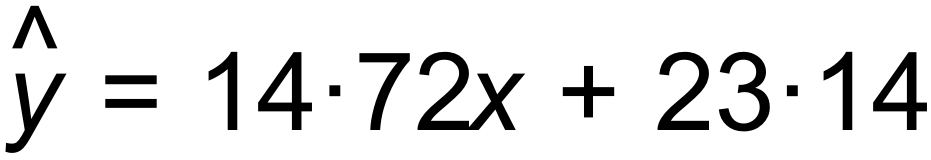 ŷ = 14·72x + 23·14